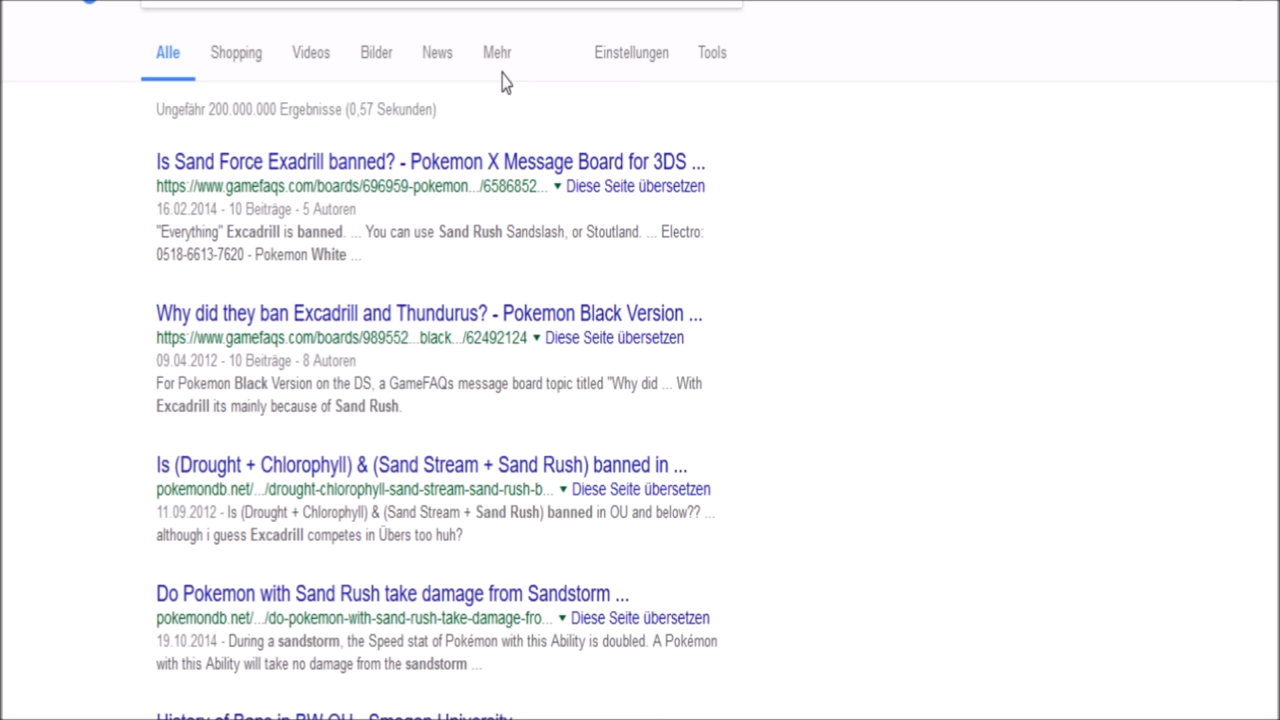 Alle Shopping Videos Bilder News Mehr Einstellungen Tools
Ungefähr 200.000.000 Ergebnisse (0,57 Sekunden)
Is Sand Force Exadrill banned? - Pokemon X Message Board for 3DS ...
https://www.gamefaqs.com/boards/696959-pokemon.../6586852... ▼ Diese Seite übersetzen
16.02.2014 - 10 Beiträge - 5 Autoren
"Everything" Excadrill is banned. ... You can use Sand Rush Sandslash, or Stoutland. ... Electro:
0518-6613-7620 - Pokemon White ...
Why did they ban Excadrill and Thundurus? - Pokemon Black Version ...
https://www.gamefaqs.com/boards/989552...black.../62492124 ▼ Diese Seite übersetzen
09.04.2012 - 10 Beiträge - 8 Autoren
For Pokemon Black Version on the DS, a GameFAQs message board topic titled "Why did ... With
Excadrill its mainly because of Sand Rush.
Is (Drought + Chlorophyll) & (Sand Stream + Sand Rush) banned in ...
pokemondb.net/.../drought-chlorophyll-sand-stream-sand-rush-b... ▼ Diese Seite übersetzen
11.09.2012 - Is (Drought + Chlorophyll) & (Sand Stream + Sand Rush) banned in OU and below?? ...
although i guess Excadrill competes in Übers too huh?
Do Pokemon with Sand Rush take damage from Sandstorm ...
pokemondb.net/.../do-pokemon-with-sand-rush-take-damage-fro... ▼ Diese Seite übersetzen
19.10.2014 - During a sandstorm, the Speed stat of Pokémon with this Ability is doubled. A Pokémon
with this Ability will take no damage from the sandstorm ...
History of Bans in BW OU - Smogon University